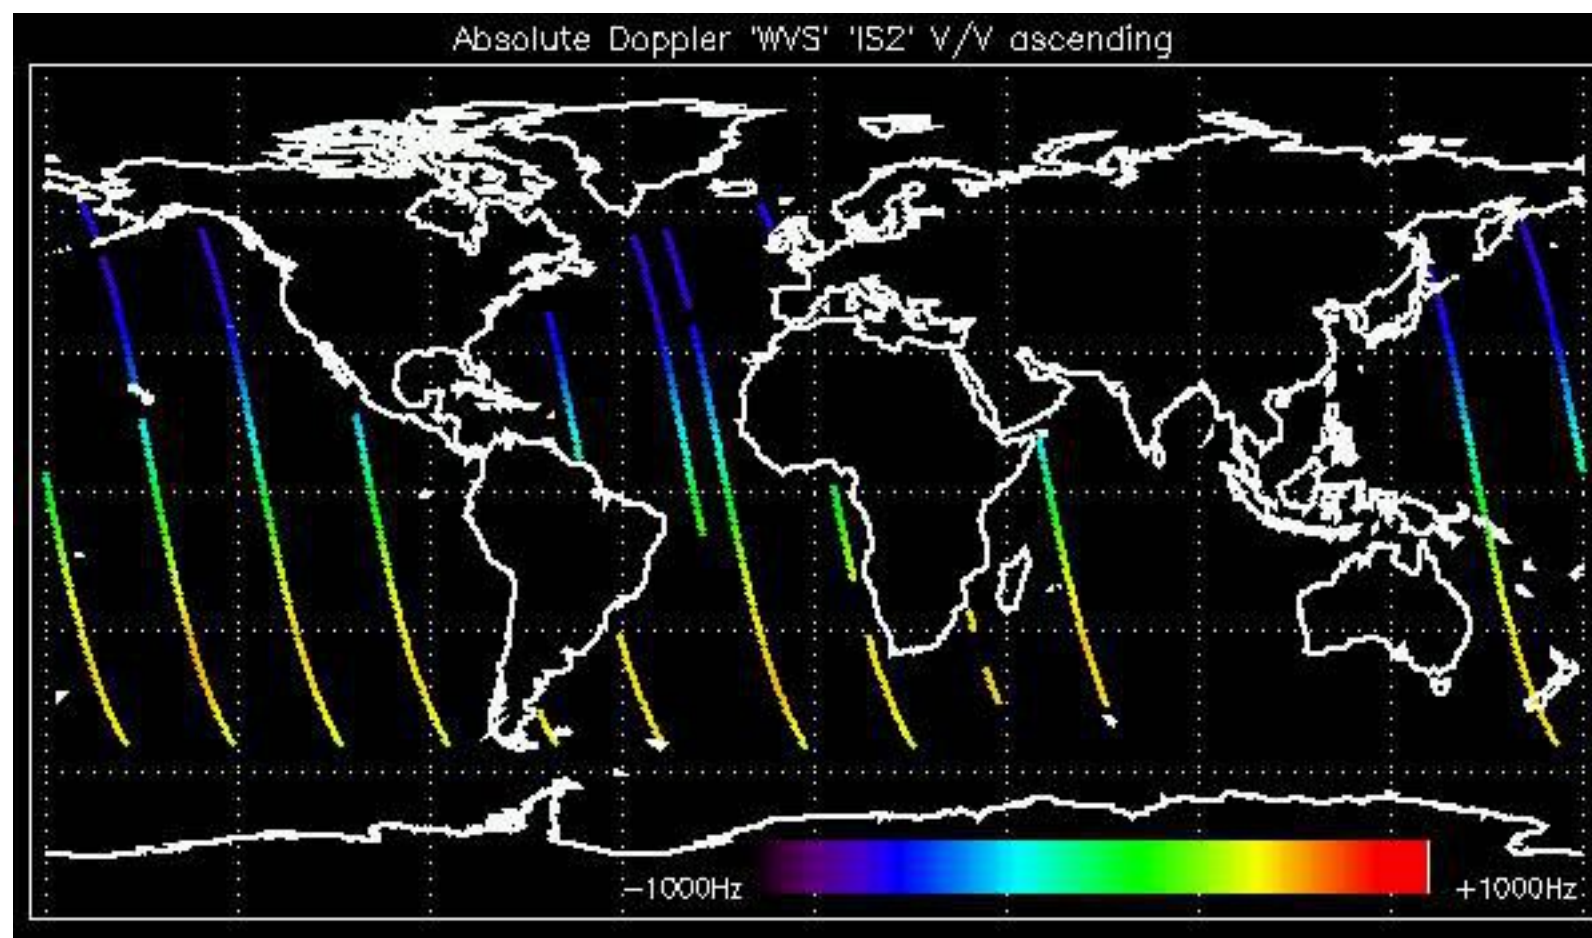 Absolute Doppler 'WVS' 'IS2' V/V ascending
-1000Hz
+1000Hz